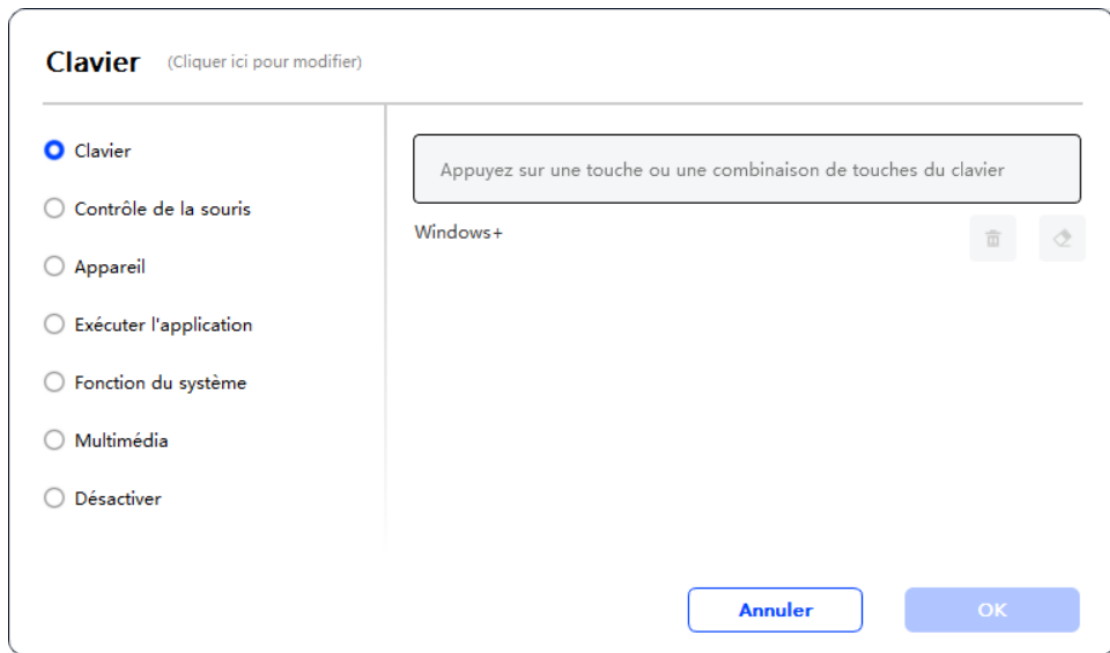 Clavier (Cliquer ici pour modifier)
Clavier
Contrôle de la souris
Appareil
Exécuter l'application
Fonction du système
Multimédia
Désactiver
Appuyez sur une touche ou une combinaison de touches du clavier
Windows+
Annuler
OK